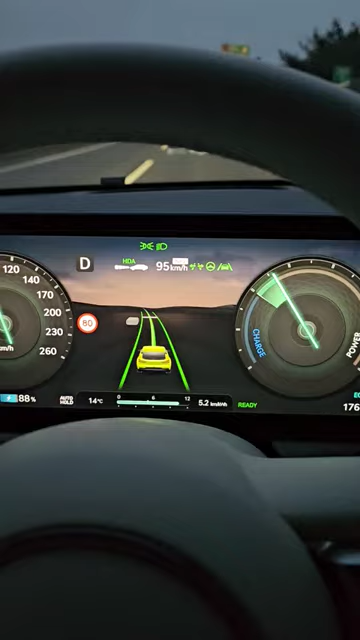 D
HDA
95km/h
120
140
170
200
230
260
km/h
80
CHARGE
POWER
88%
AUTO
HOLD
14°C
0 6 12
5.2 km/kWh
READY
176